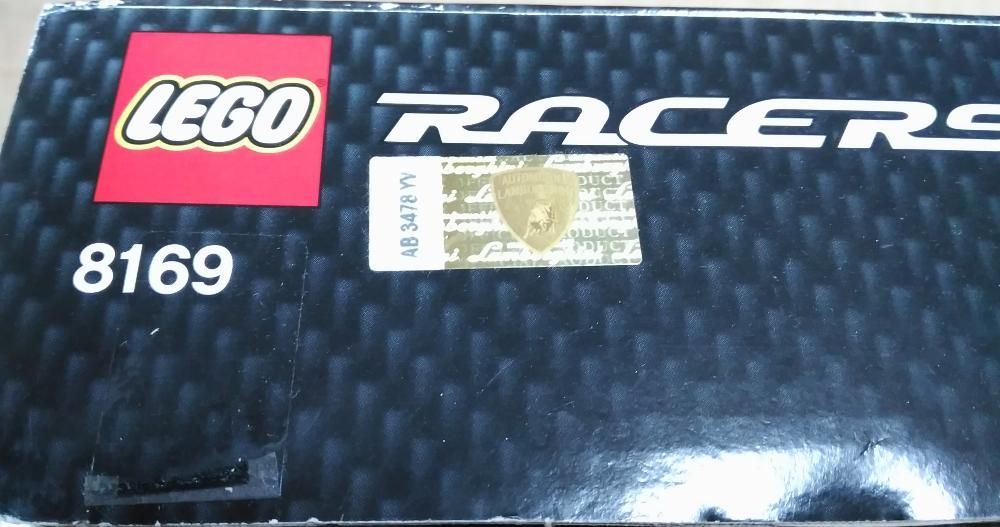 LEGO
RACERS
AB 3478 YV
8169